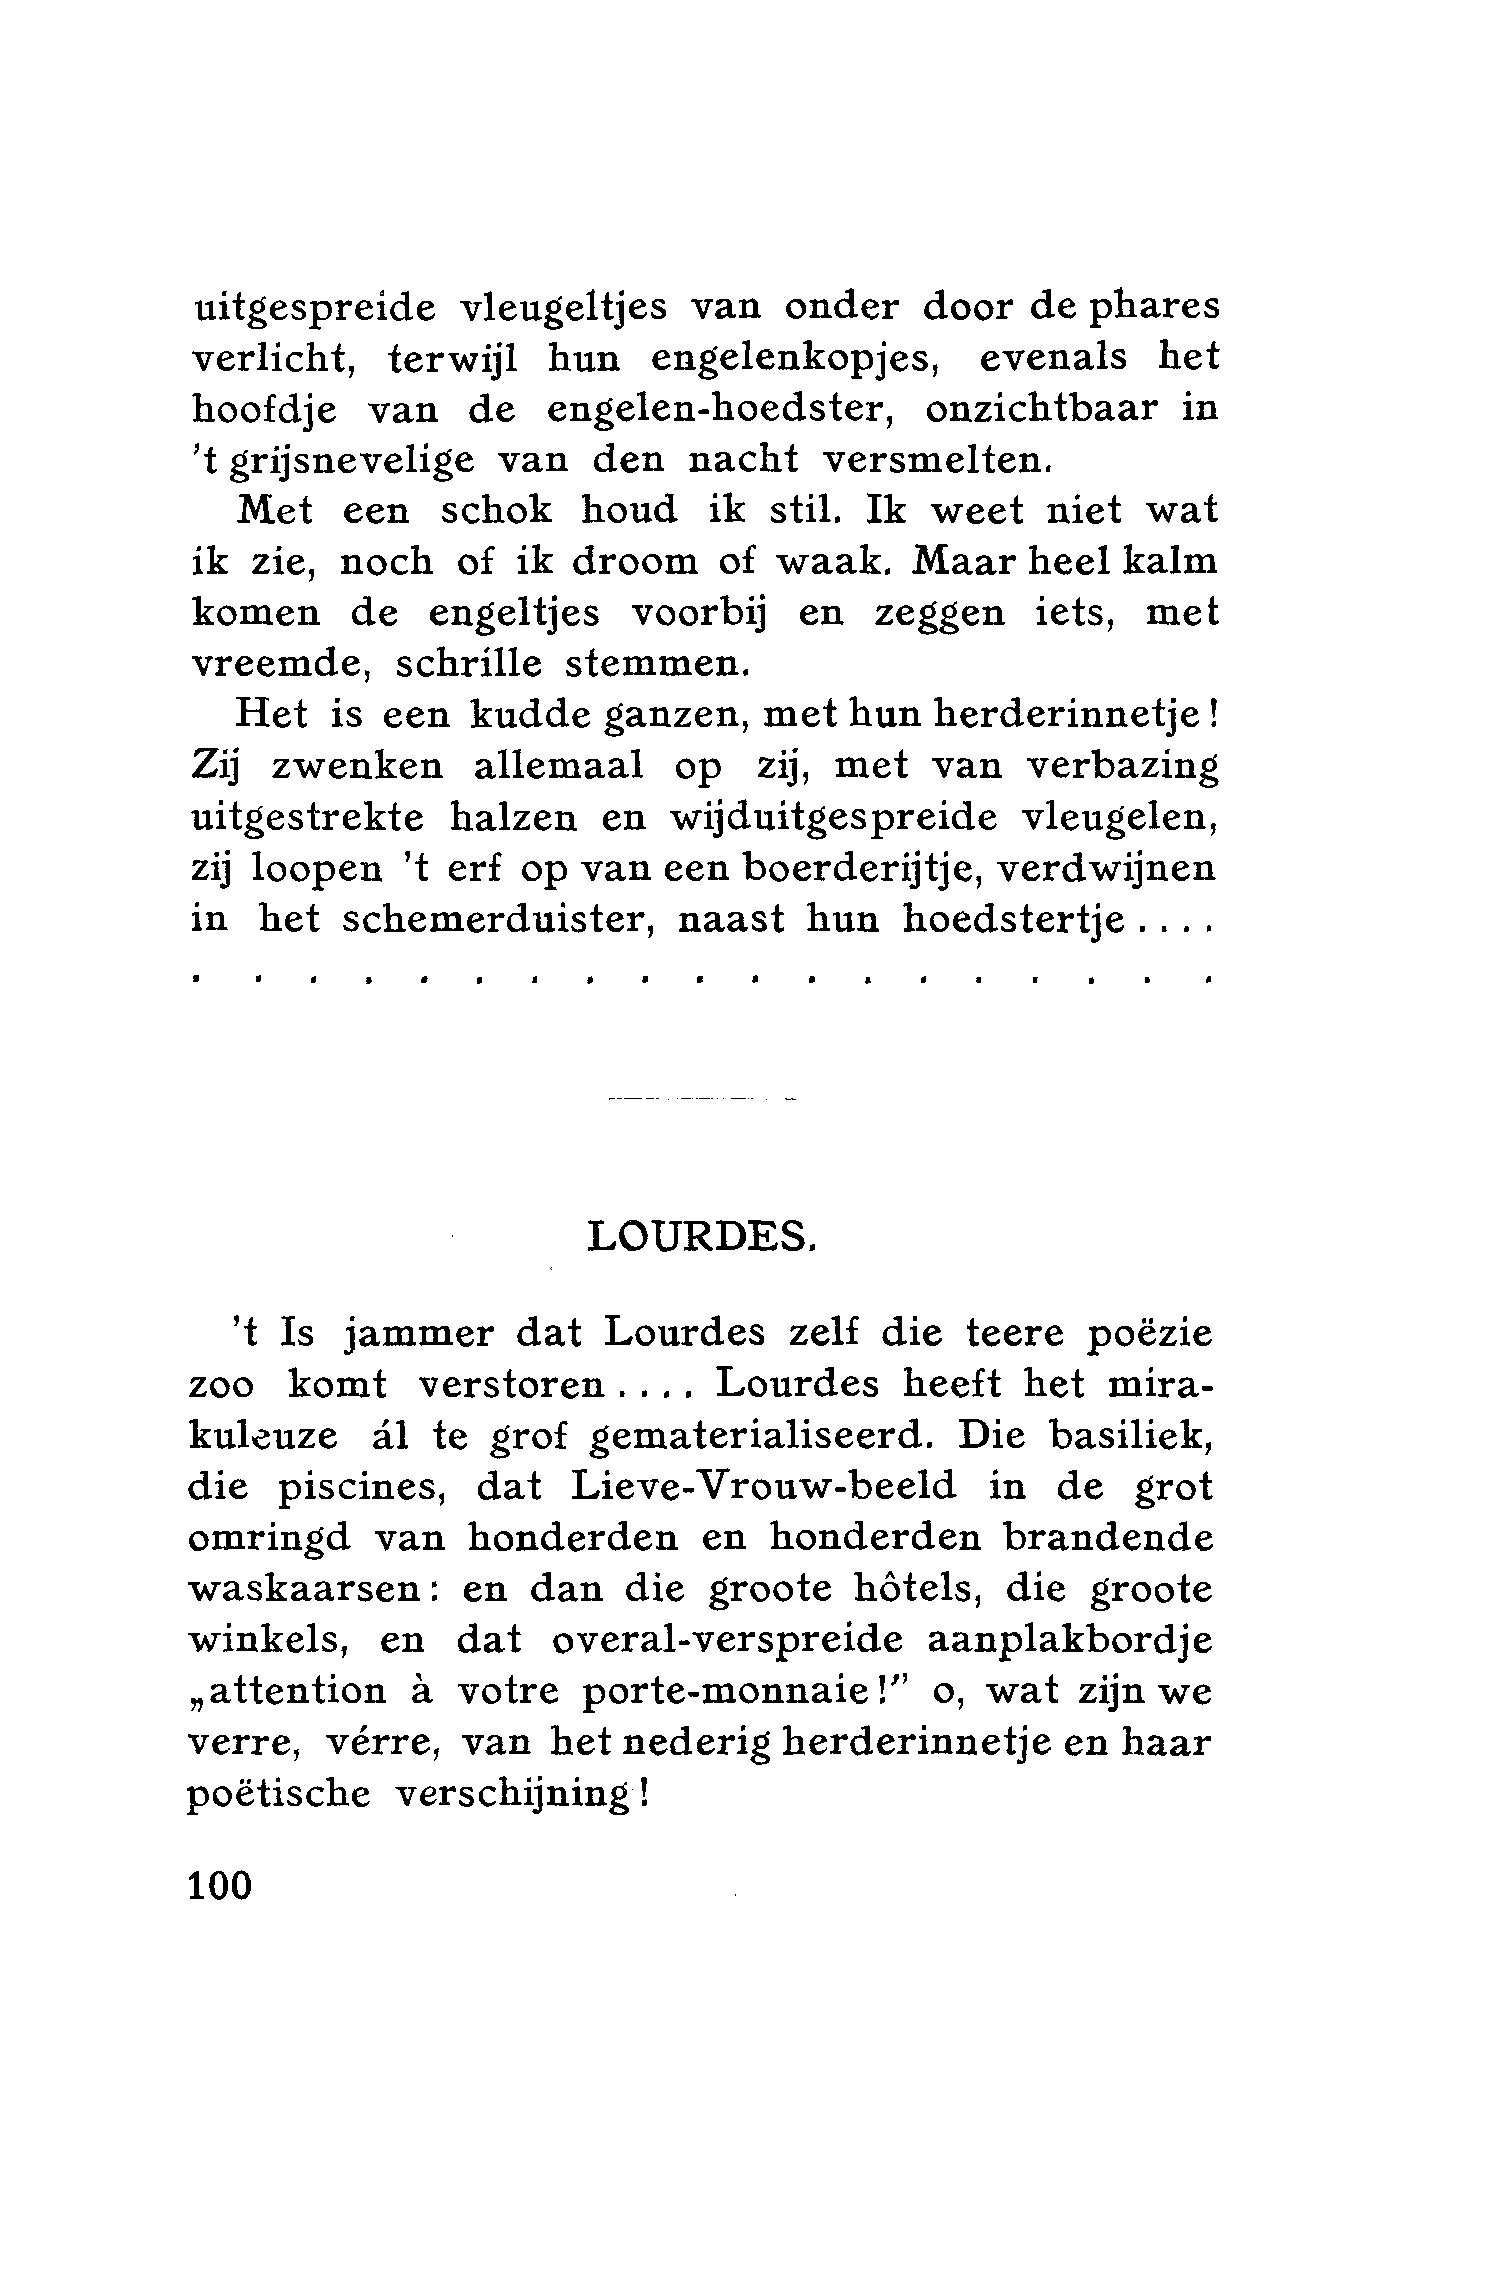 uitgespreide vleugeltjes van onder door de phares
verlicht, terwijl hun engelenkopjes, evenals het
hoofdje van de engelen-hoedster, onzichtbaar in
't grijsnevelige van den nacht versmelten.
Met een schok houd ik stil. Ik weet niet wat
ik zie, noch of ik droom of waak. Maar heel kalm
komen de engeltjes voorbij en zeggen iets, met
vreemde, schrille stemmen.
Het is een kudde ganzen, met hun herderinnetje!
Zij zwenken allemaal op zij, met van verbazing
uitgestrekte halzen en wijduitgespreide vleugelen,
zij loopen 't erf op van een boerderijtje, verdwijnen
in het schemerduister, naast hun hoedstertje....
. . . . . . . . . . . . . . . . . . .
LOURDES.
't Is jammer dat Lourdes zelf die teere poëzie
zoo komt verstoren.... Lourdes heeft het mira-
kuleuze ál te grof gematerialiseerd. Die basiliek,
die piscines, dat Lieve-Vrouw-beeld in de grot
omringd van honderden en honderden brandende
waskaarsen: en dan die groote hôtels, die groote
winkels, en dat overal-verspreide aanplakbordje
„attention à votre porte-monnaie!” o, wat zijn we
verre, vérre, van het nederig herderinnetje en haar
poëtische verschijning!
100